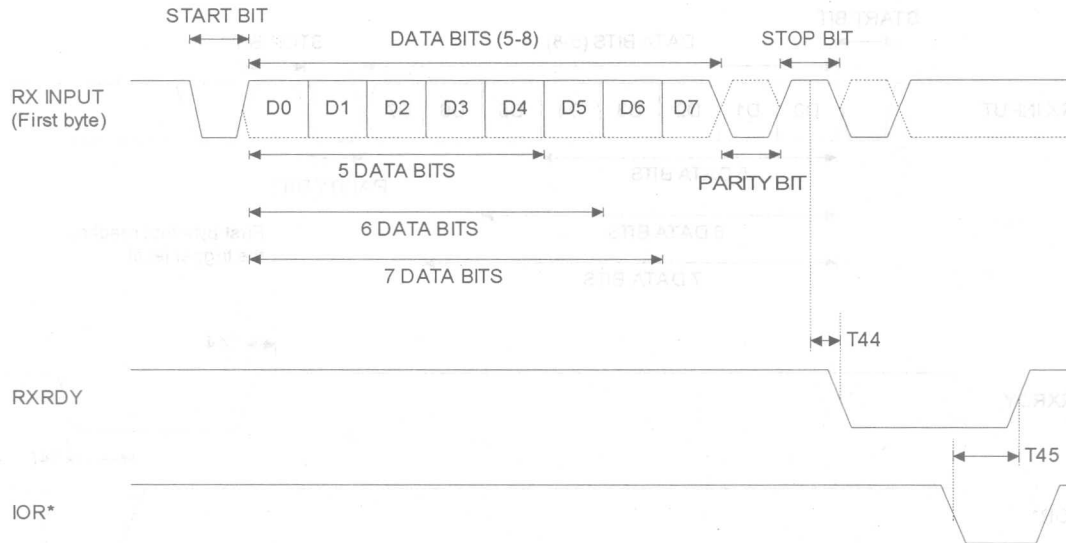 START BIT
DATA BITS (5-8)
STOP BIT
RX INPUT
(First byte)
D0 D1 D2 D3 D4 D5 D6 D7
5 DATA BITS
PARITY BIT
6 DATA BITS
7 DATA BITS
T44
RXRDY
T45
IOR*